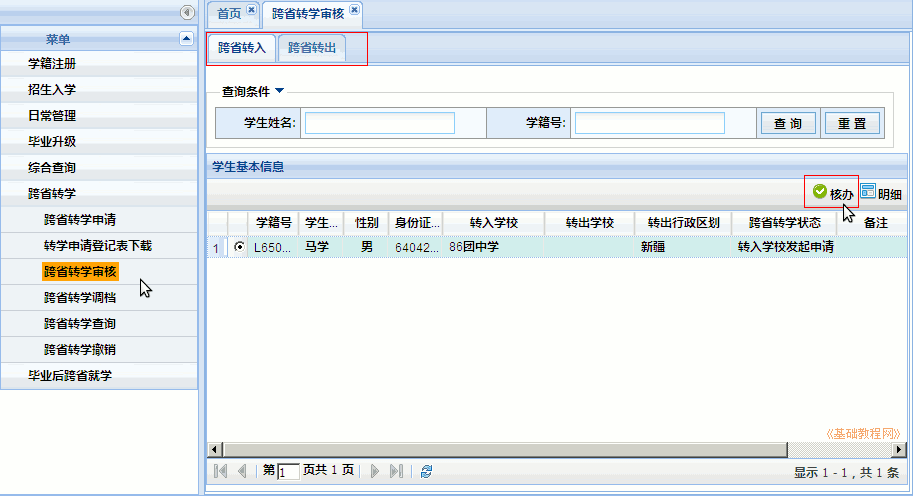 首页
跨省转学审核
菜单
学籍注册
招生入学
日常管理
毕业升级
综合查询
跨省转学
跨省转学申请
转学申请登记表下载
跨省转学审核
跨省转学调档
跨省转学查询
跨省转学撤销
毕业后跨省就学
跨省转入 跨省转出
查询条件
学生姓名: 学籍号: 查 询 重 置
学生基本信息
核办 明细
学籍号 学生... 性别 身份证... 转入学校 转出学校 转出行政区划 跨省转学状态 备注
1 L650... 马学 男 64042... 86团中学 新疆 转入学校发起申请
《基础教程网》
第 1 页共 1 页 显示 1 - 1，共 1 条